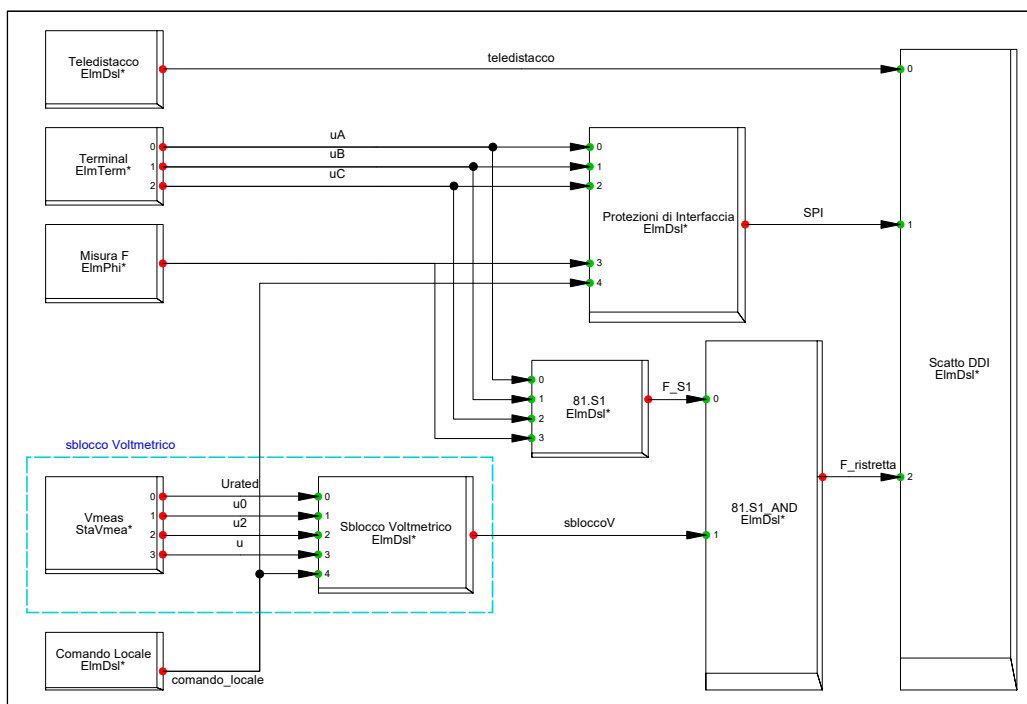 Teledistacco
ElmDsl*
teledistacco
0
Terminal
ElmTerm*
0
1
2
uA
uB
uC
0
1
2
3
4
Protezioni di Interfaccia
ElmDsl*
SPI
1
Misura F
ElmPhi*
Scatto DDI
ElmDsl*
0
1
2
3
81.S1
ElmDsl*
F_S1
0
sblocco Voltmetrico
Vmeas
StaVmea*
0
1
2
3
Urated
u0
u2
u
0
1
2
3
4
Sblocco Voltmetrico
ElmDsl*
sbloccoV
1
81.S1_AND
ElmDsl*
F_ristretta
2
Comando Locale
ElmDsl*
comando_locale